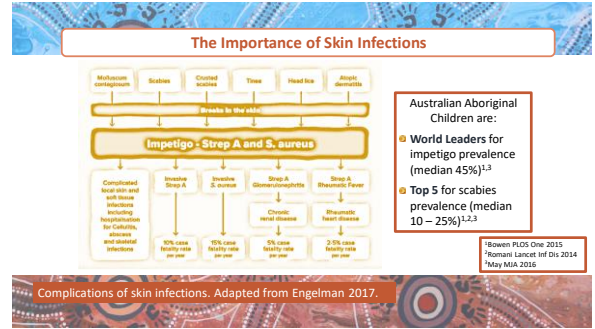 The Importance of Skin Infections
Molluscum
contagiosum
Scabies
Crusted
scabies
Tinea
Head lice
Atopic
dermatitis
Breaks in the skin
Impetigo - Strep A and S. aureus
Complicated
local skin and
soft tissue
infections
including
hospitalisation
for Cellulitis,
abscess
and skeletal
infections
Invasive
Strep A
Invasive
S. aureus
Strep A
Glomerulonephritis
Strep A
Rheumatic Fever
Chronic
renal disease
Rheumatic
heart disease
10% case
fatality rate
per year
15% case
fatality rate
per year
5% case
fatality rate
per year
2-5% case
fatality rate
per year
Australian Aboriginal
Children are:
World Leaders for
impetigo prevalence
(median 45%)1,3
Top 5 for scabies
prevalence (median
10 – 25%)1,2,3
1Bowen PLOS One 2015
2Romani Lancet Inf Dis 2014
3May MJA 2016
Complications of skin infections. Adapted from Engelman 2017.